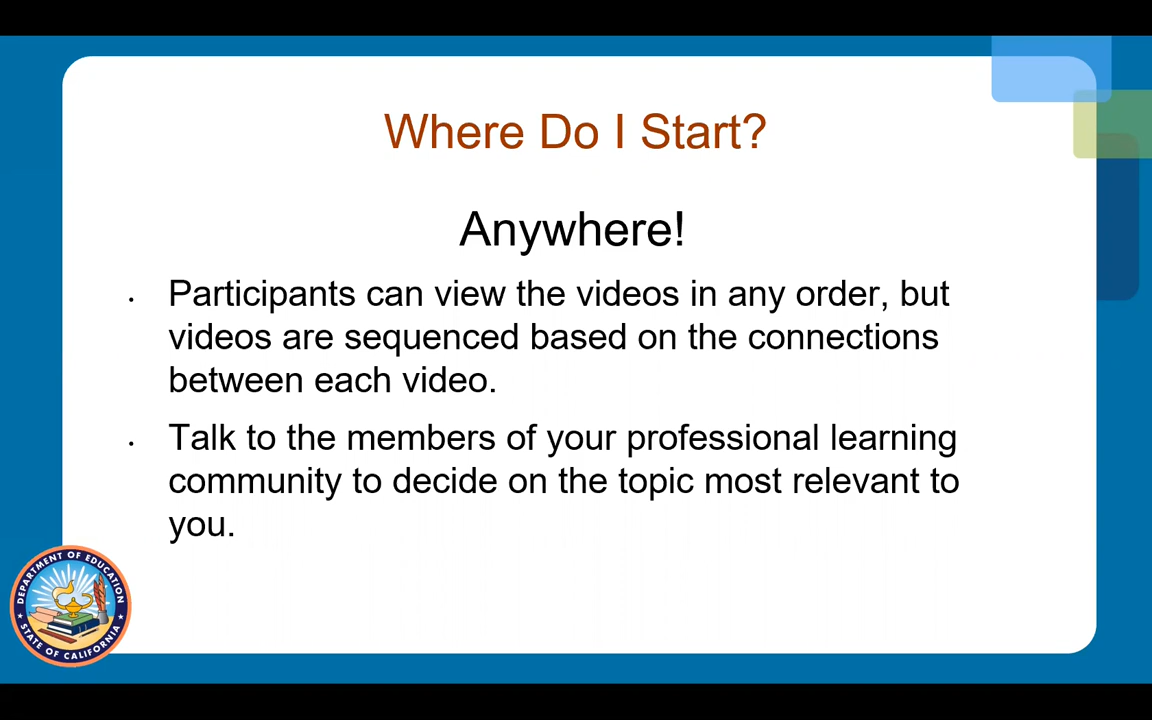 Where Do I Start?
Anywhere!
• Participants can view the videos in any order, but
videos are sequenced based on the connections
between each video.
• Talk to the members of your professional learning
community to decide on the topic most relevant to
you.
DEPARTMENT OF EDUCATION
STATE OF CALIFORNIA